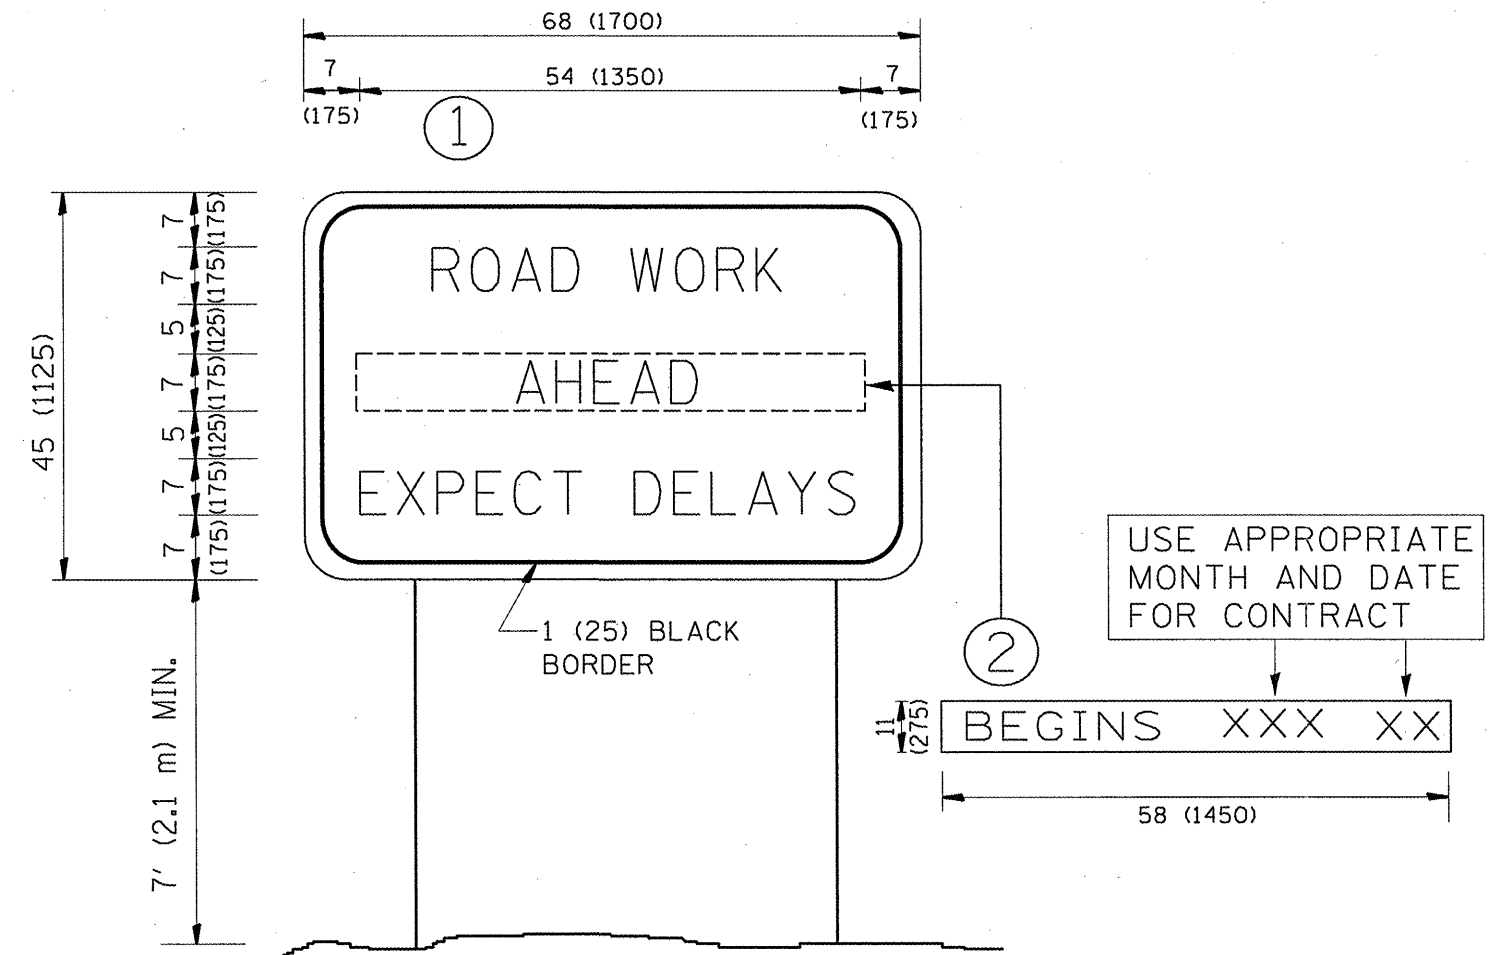 68 (1700)
7
54 (1350)
7
(175)
(175)
1
7
(175)
7
(175)
5
(125)
7
(175)
5
(125)
7
(175)
7
(175)
45 (1125)
7' (2.1 m) MIN.
ROAD WORK
AHEAD
EXPECT DELAYS
1 (25) BLACK
BORDER
2
USE APPROPRIATE
MONTH AND DATE
FOR CONTRACT
11
(275)
BEGINS XXX XX
58 (1450)